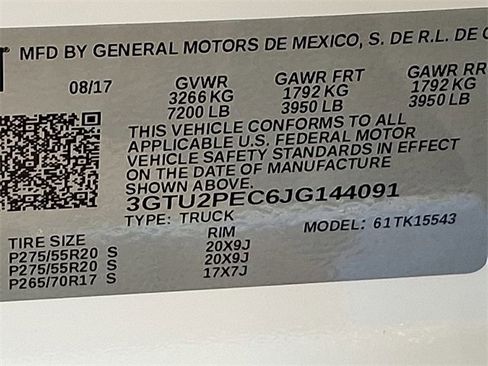 MFD BY GENERAL MOTORS DE MEXICO, S. DE R.L. DE
08/17 GVWR GAWR FRT GAWR RR
3266 KG 1792 KG 1792 KG
7200 LB 3950 LB 3950 LB
THIS VEHICLE CONFORMS TO ALL
APPLICABLE U.S. FEDERAL MOTOR
VEHICLE SAFETY STANDARDS IN EFFECT
ON THE DATE OF MANUFACTURE
SHOWN ABOVE.
3GTU2PEC6JG144091
TYPE: TRUCK MODEL: 61TK15543
TIRE SIZE RIM
P275/55R20 S 20X9J
P275/55R20 S 20X9J
P265/70R17 S 17X7J